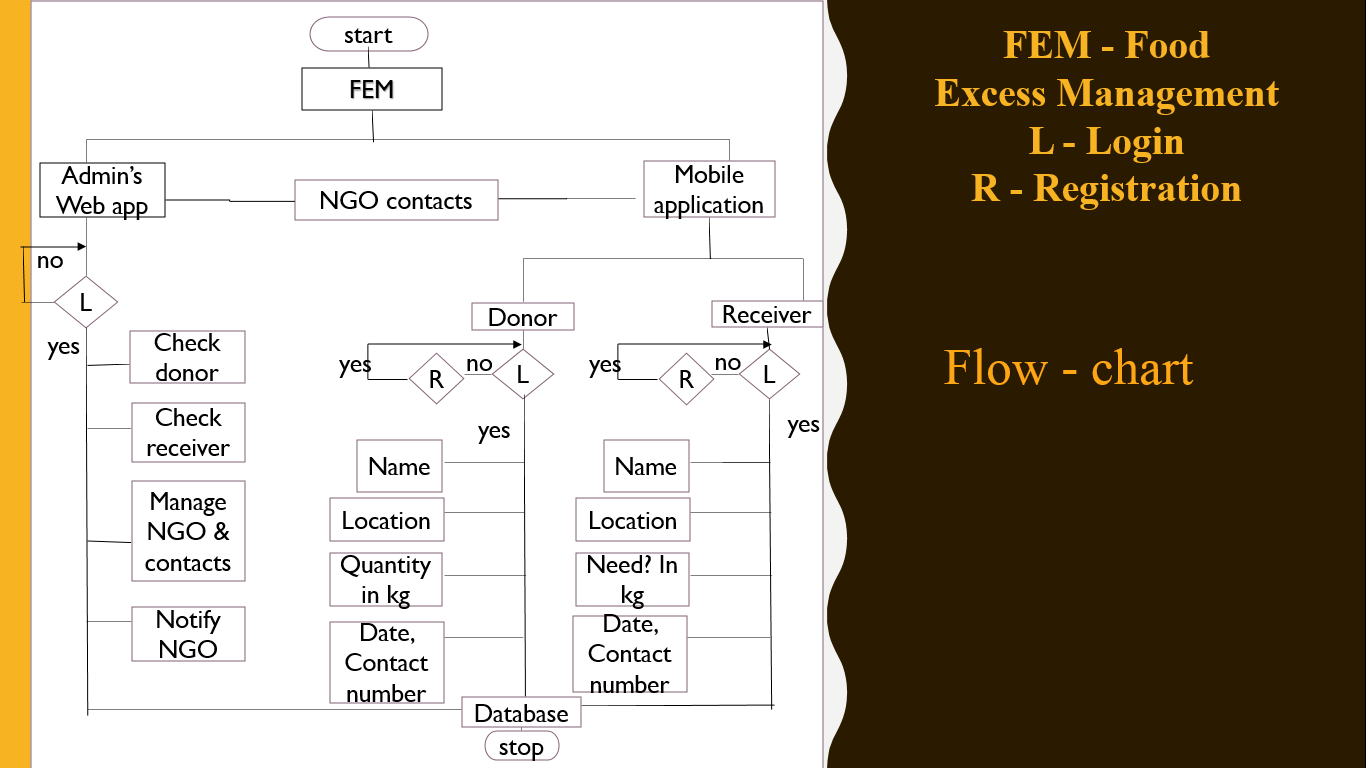 start
FEM
Admin's
Web app
NGO contacts
Mobile
application
no
L
yes
Check
donor
Check
receiver
Manage
NGO &
contacts
Notify
NGO
Donor
yes
R
no
L
yes
Name
Location
Quantity
in kg
Date,
Contact
number
Receiver
yes
R
no
L
yes
Name
Location
Need? In
kg
Date,
Contact
number
Database
stop
FEM - Food
Excess Management
L - Login
R - Registration
Flow - chart